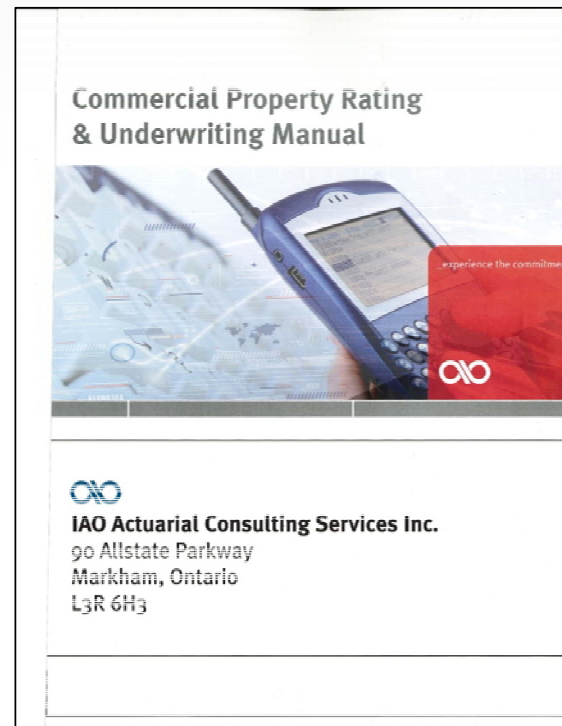 Commercial Property Rating
& Underwriting Manual
experience the commitme
IAO Actuarial Consulting Services Inc.
90 Allstate Parkway
Markham, Ontario
L3R 6H3